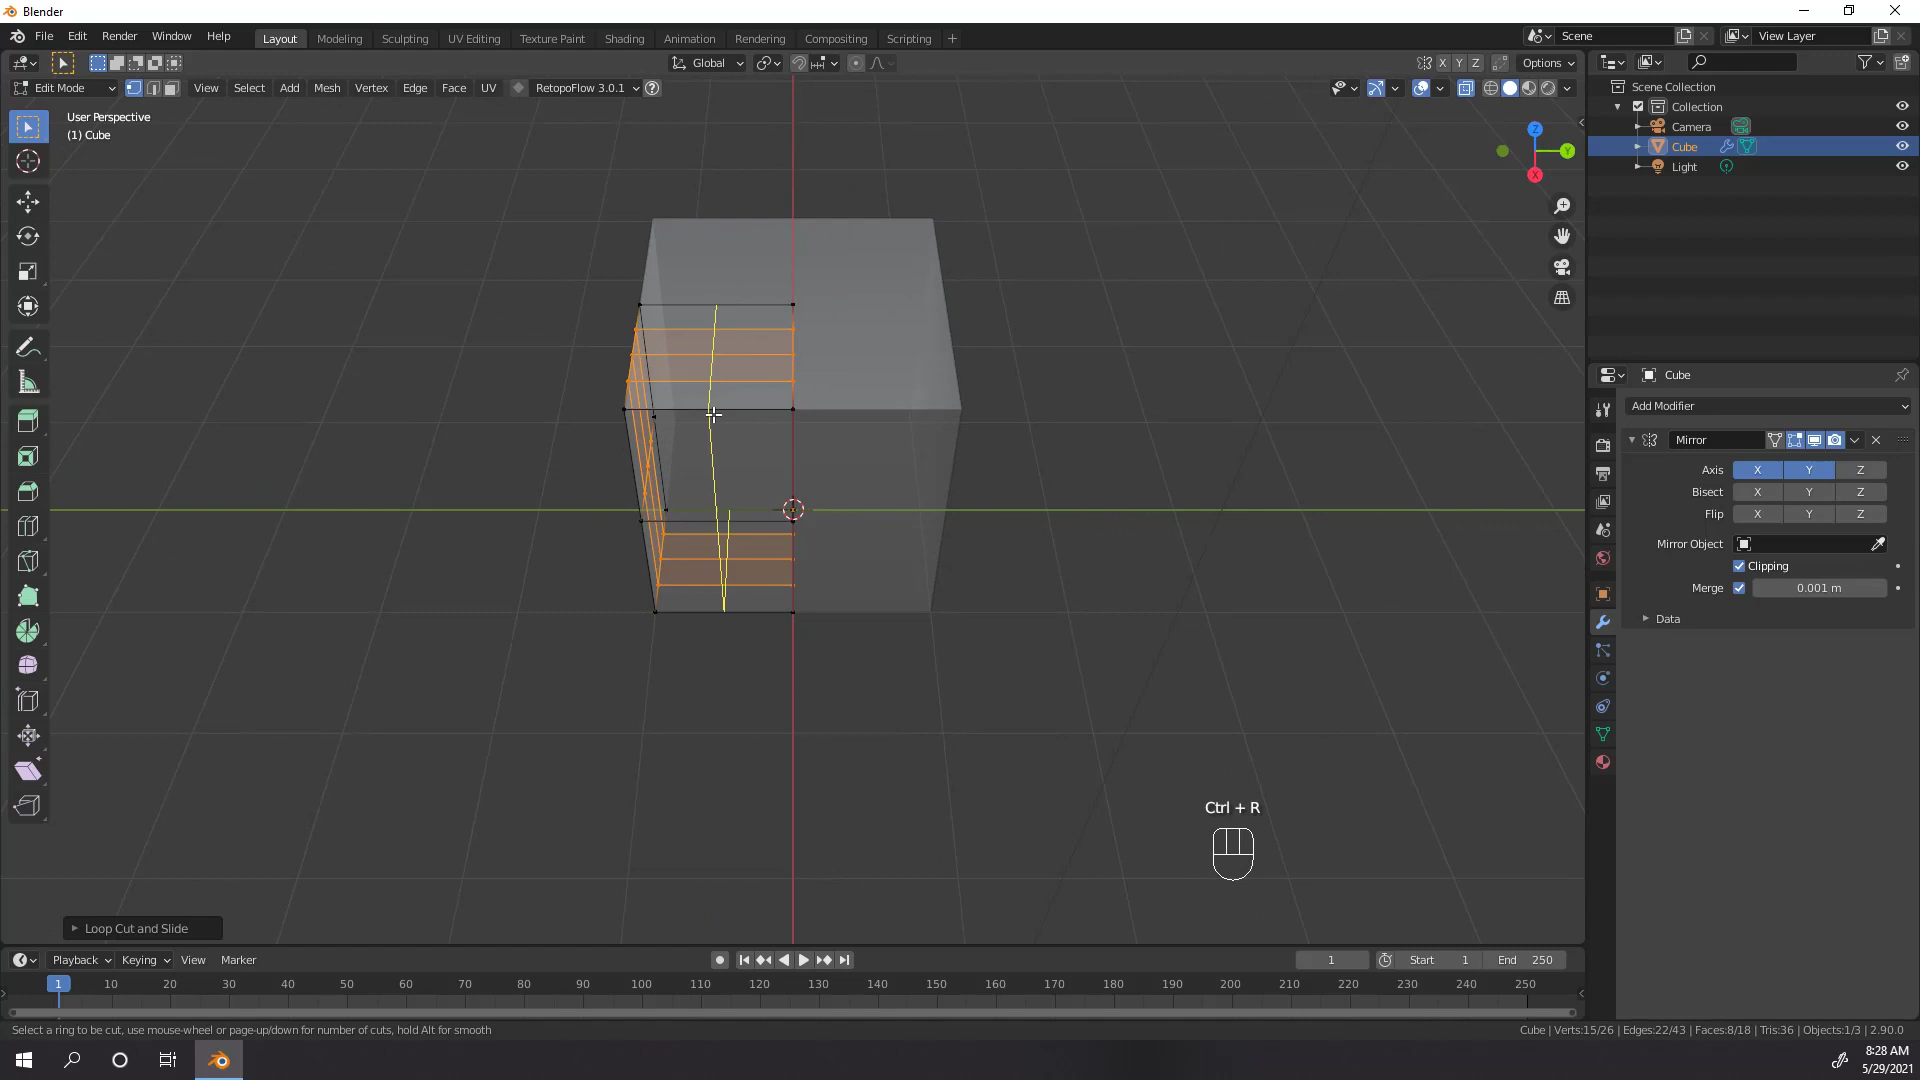 Blender
File Edit Render Window Help
Layout Modeling Sculpting UV Editing Texture Paint Shading Animation Rendering Compositing Scripting +
Scene
View Layer
Global
X Y Z
Options
Edit Mode
View Select Add Mesh Vertex Edge Face UV
RetopoFlow 3.0.1
User Perspective
(1) Cube
Z
Y
X
Scene Collection
Collection
Camera
Cube
Light
Cube
Add Modifier
Mirror
Axis X Y Z
Bisect X Y Z
Flip X Y Z
Mirror Object
Clipping
Merge 0.001 m
Data
Ctrl + R
Loop Cut and Slide
Playback Keying View Marker
1
Start 1
End 250
1 10 20 30 40 50 60 70 80 90 100 110 120 130 140 150 160 170 180 190 200 210 220 230 240 250
Select a ring to be cut, use mouse-wheel or page-up/down for number of cuts, hold Alt for smooth
Cube | Verts:15/26 | Edges:22/43 | Faces:8/18 | Tris:36 | Objects:1/3 | 2.90.0
8:28 AM
5/29/2021